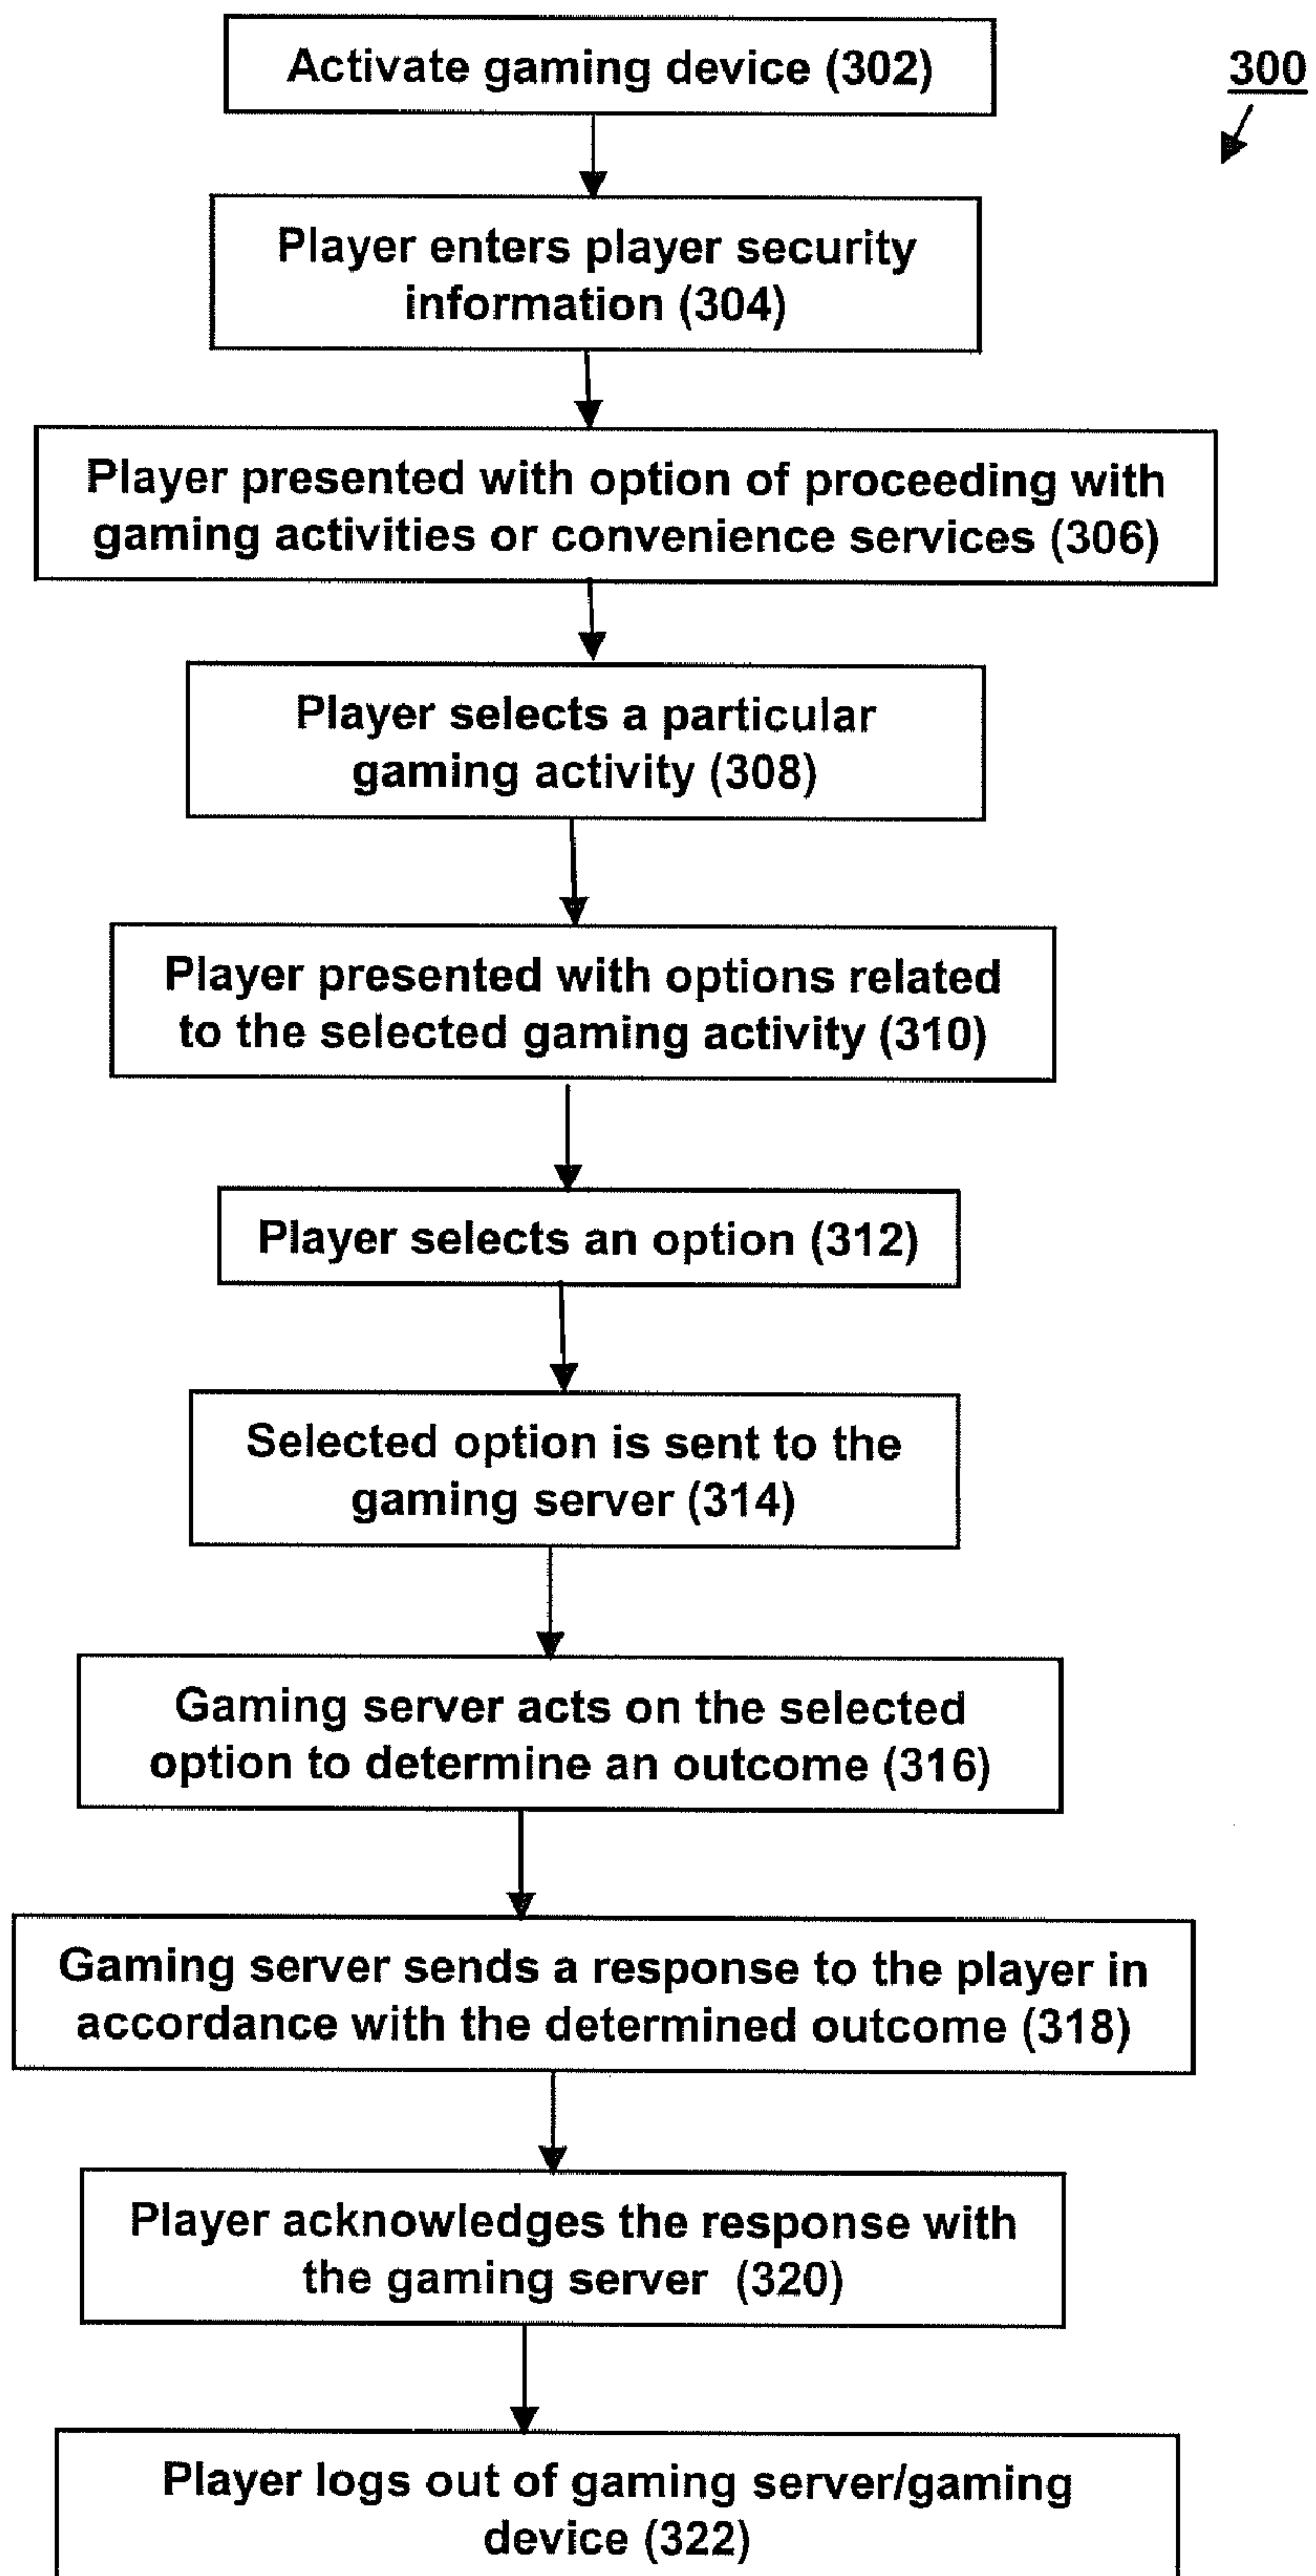 Activate gaming device (302)
300
Player enters player security
information (304)
Player presented with option of proceeding with
gaming activities or convenience services (306)
Player selects a particular
gaming activity (308)
Player presented with options related
to the selected gaming activity (310)
Player selects an option (312)
Selected option is sent to the
gaming server (314)
Gaming server acts on the selected
option to determine an outcome (316)
Gaming server sends a response to the player in
accordance with the determined outcome (318)
Player acknowledges the response with
the gaming server (320)
Player logs out of gaming server/gaming
device (322)